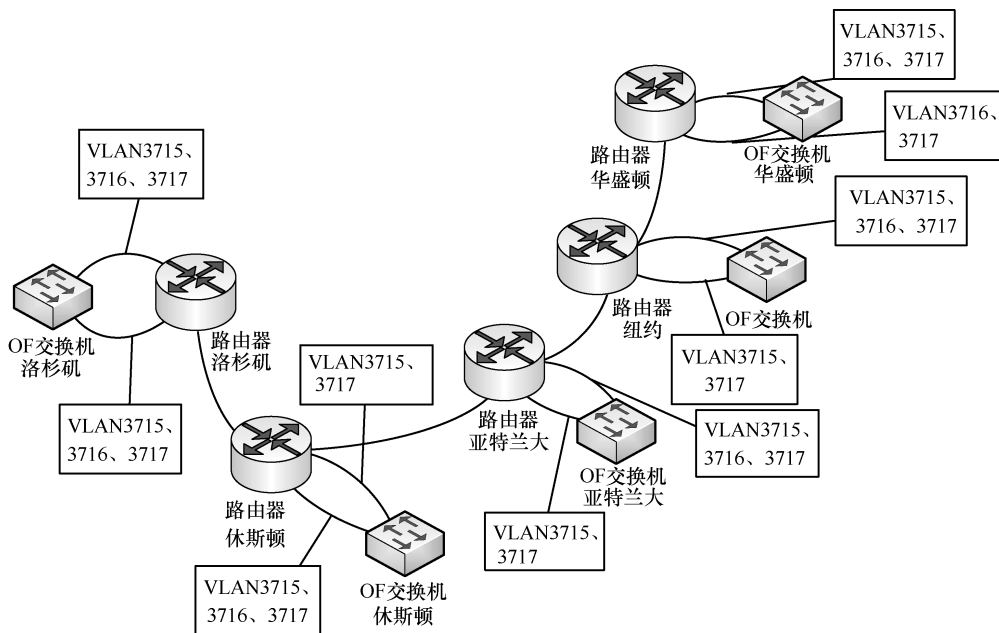 VLAN3715、
3716、3717
VLAN3716、
3717
路由器
华盛顿
OF交换机
华盛顿
VLAN3715、
3716、3717
VLAN3715、
3716、3717
路由器
纽约
OF交换机
OF交换机
洛杉矶
路由器
洛杉矶
VLAN3715、
3717
VLAN3715、
3717
VLAN3715、
3716、3717
路由器
亚特兰大
VLAN3715、
3716、3717
OF交换机
亚特兰大
路由器
休斯顿
VLAN3715、
3717
VLAN3715、
3716、3717
OF交换机
休斯顿